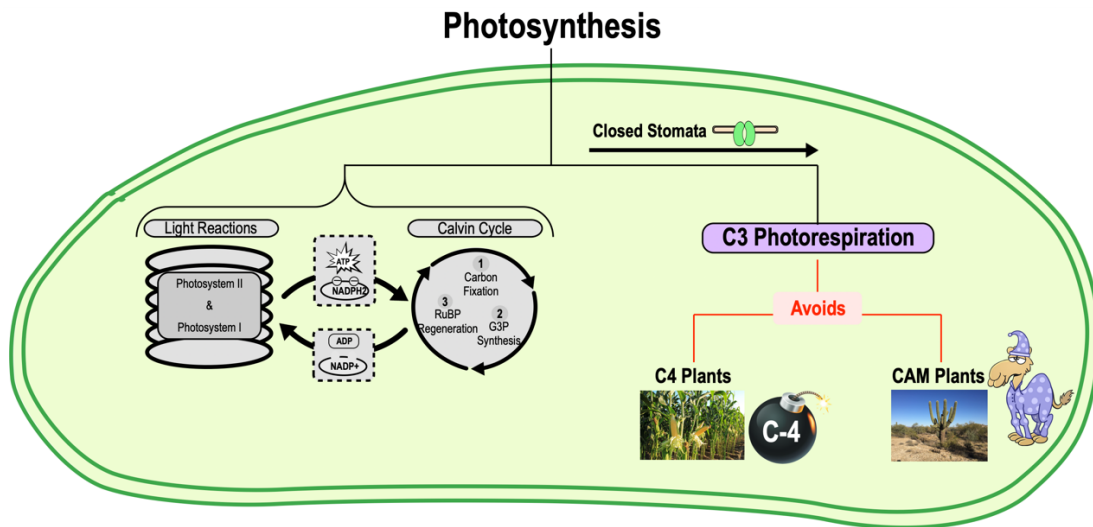 Photosynthesis
Closed Stomata
Light Reactions
Photosystem II
&
Photosystem I
ATP
NADPH2
ADP
NADP+
Calvin Cycle
1
Carbon
Fixation
3
RuBP
Regeneration
2
G3P
Synthesis
C3 Photorespiration
Avoids
C4 Plants
C-4
CAM Plants